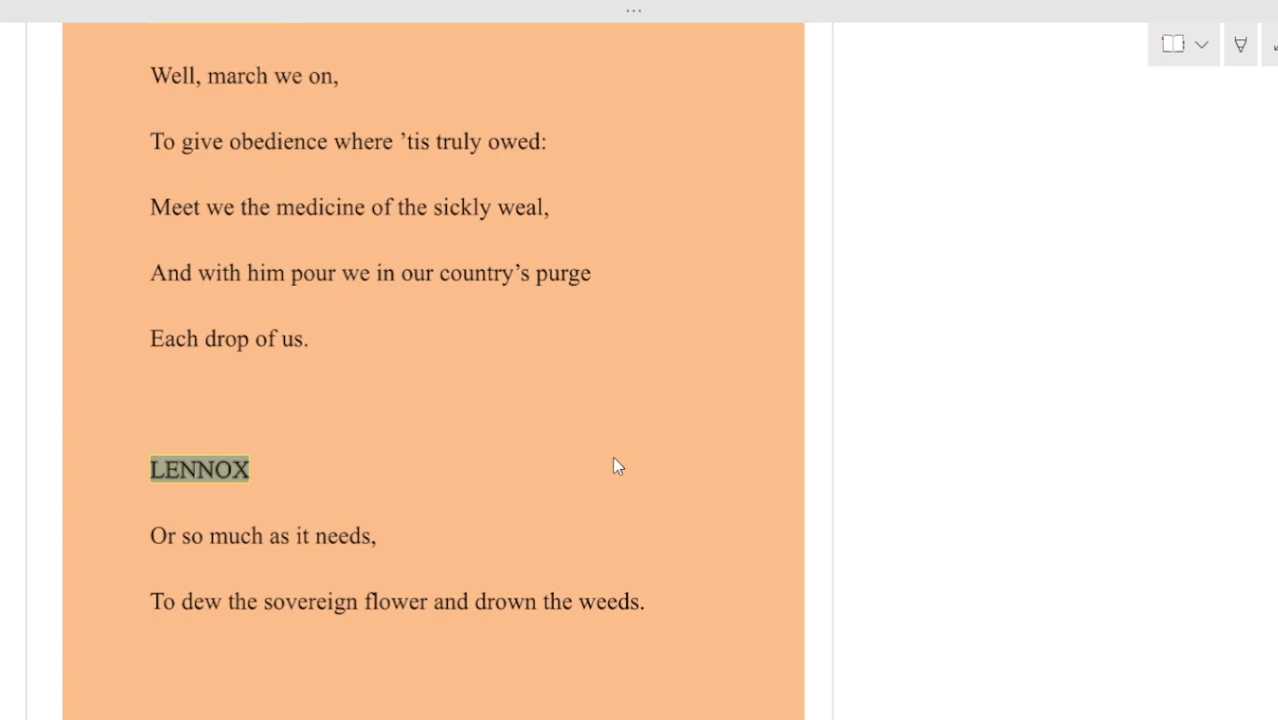 Well, march we on,
To give obedience where ’tis truly owed:
Meet we the medicine of the sickly weal,
And with him pour we in our country’s purge
Each drop of us.
LENNOX
Or so much as it needs,
To dew the sovereign flower and drown the weeds.